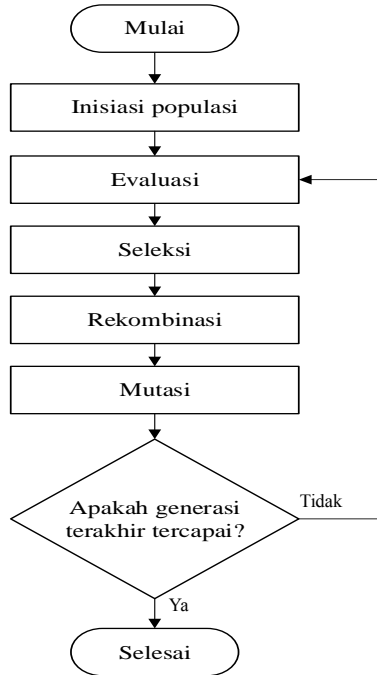 Mulai
Inisiasi populasi
Evaluasi
Seleksi
Rekombinasi
Mutasi
Apakah generasi
terakhir tercapai?
Tidak
Ya
Selesai